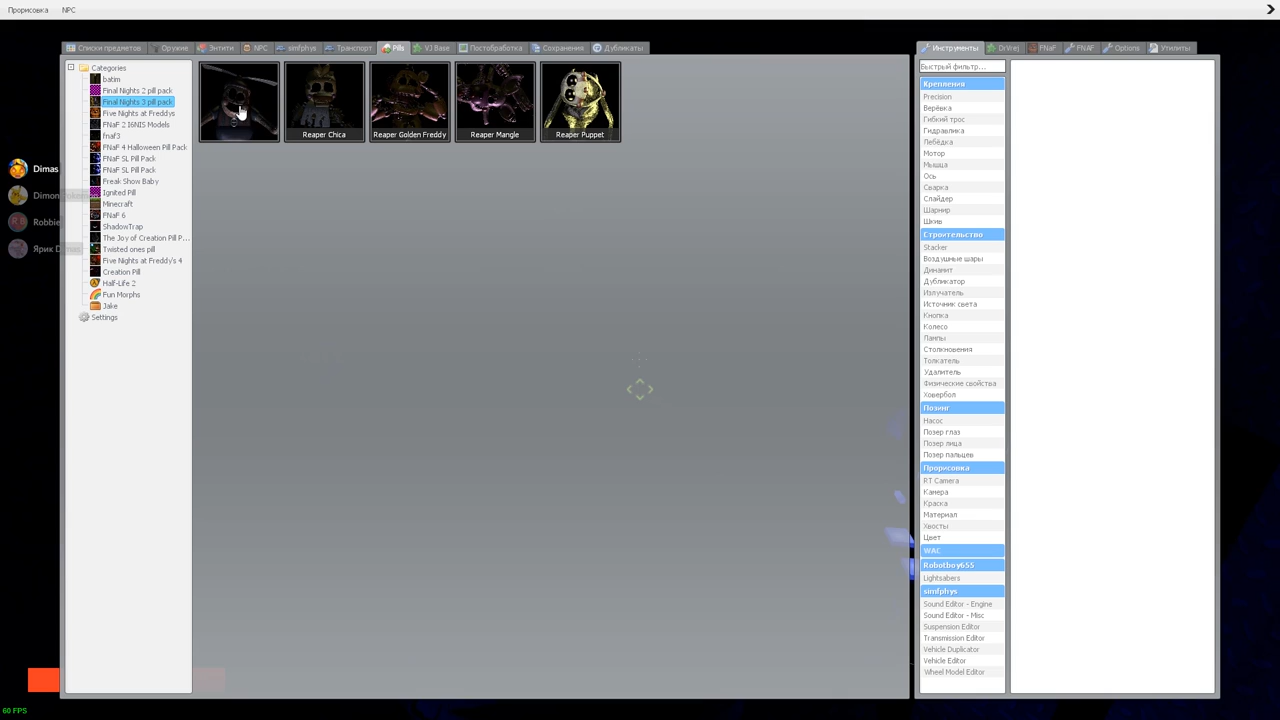 Прорисовка NPC
Списки предметов Оружие Энтити NPC simfphys Транспорт Pills VJ Base Постобработка Сохранения Дубликаты
Инструменты DrVrej FNaF FNAF Options Утилиты
Categories
batim
Final Nights 2 pill pack
Final Nights 3 pill pack
Five Nights at Freddys
FNaF 2 IGNIS Models
fnaf3
FNaF 4 Halloween Pill Pack
FNaF SL Pill Pack
FNaF SL Pill Pack
Freak Show Baby
Ignited Pill
Minecraft
FNaF 6
ShadowTrap
The Joy of Creation Pill P...
Twisted ones pill
Five Nights at Freddy's 4
Creation Pill
Half-Life 2
Fun Morphs
Jake
Settings
Dimas
Dimon
Robbie
Ярик
Reaper Chica
Reaper Golden Freddy
Reaper Mangle
Reaper Puppet
Быстрый фильтр...
Крепления
Precision
Верёвка
Гибкий трос
Гидравлика
Лебёдка
Мотор
Мышца
Ось
Сварка
Слайдер
Шарнир
Шкив
Строительство
Stacker
Воздушные шары
Динамит
Дубликатор
Излучатель
Источник света
Кнопка
Колесо
Лампы
Столкновения
Толкатель
Удалитель
Физические свойства
Ховербол
Позинг
Насос
Позер глаз
Позер лица
Позер пальцев
Прорисовка
RT Camera
Камера
Краска
Материал
Хвосты
Цвет
WAC
Robotboy655
Lightsabers
simfphys
Sound Editor - Engine
Sound Editor - Misc
Suspension Editor
Transmission Editor
Vehicle Duplicator
Vehicle Editor
Wheel Model Editor
60 FPS